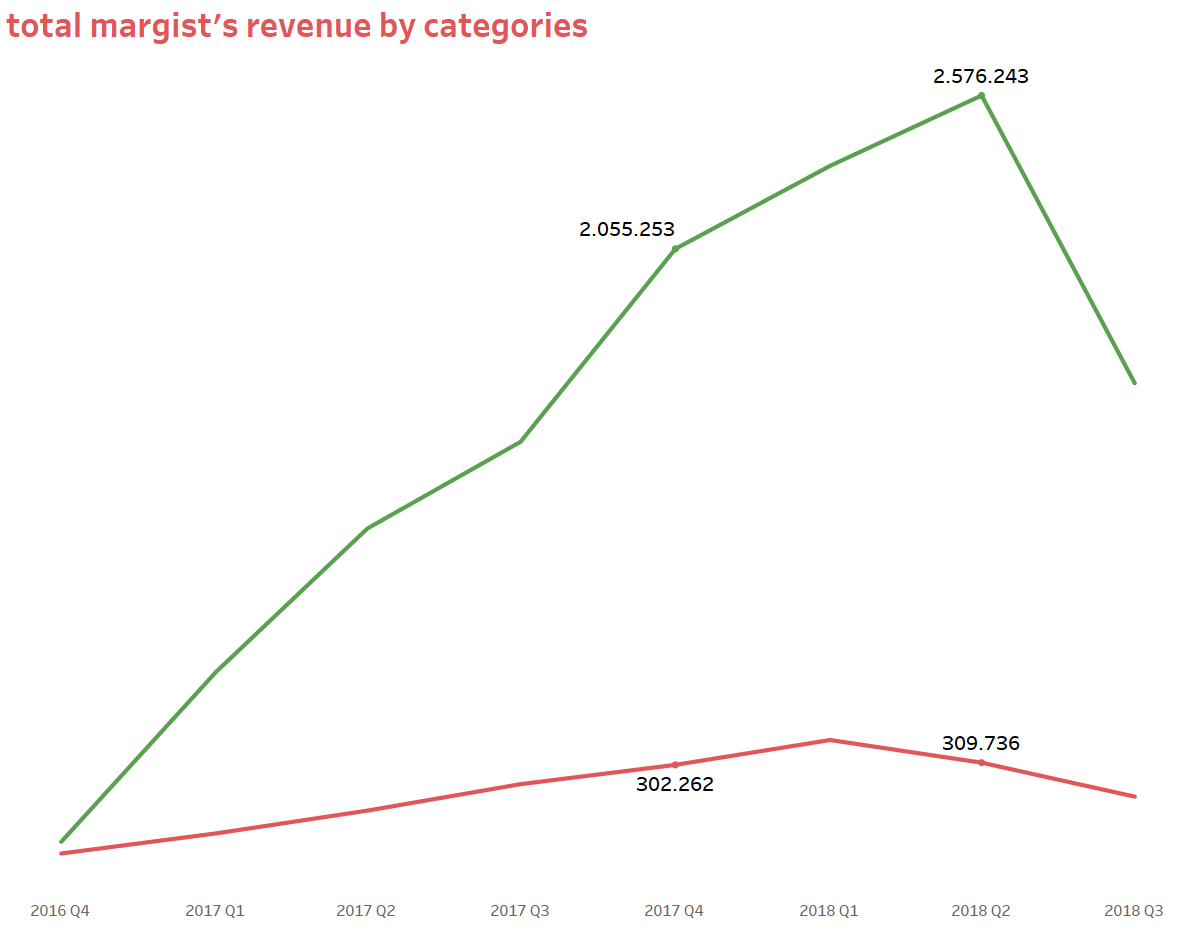 total margist’s revenue by categories
2.576.243
2.055.253
309.736
302.262
2016 Q4 2017 Q1 2017 Q2 2017 Q3 2017 Q4 2018 Q1 2018 Q2 2018 Q3